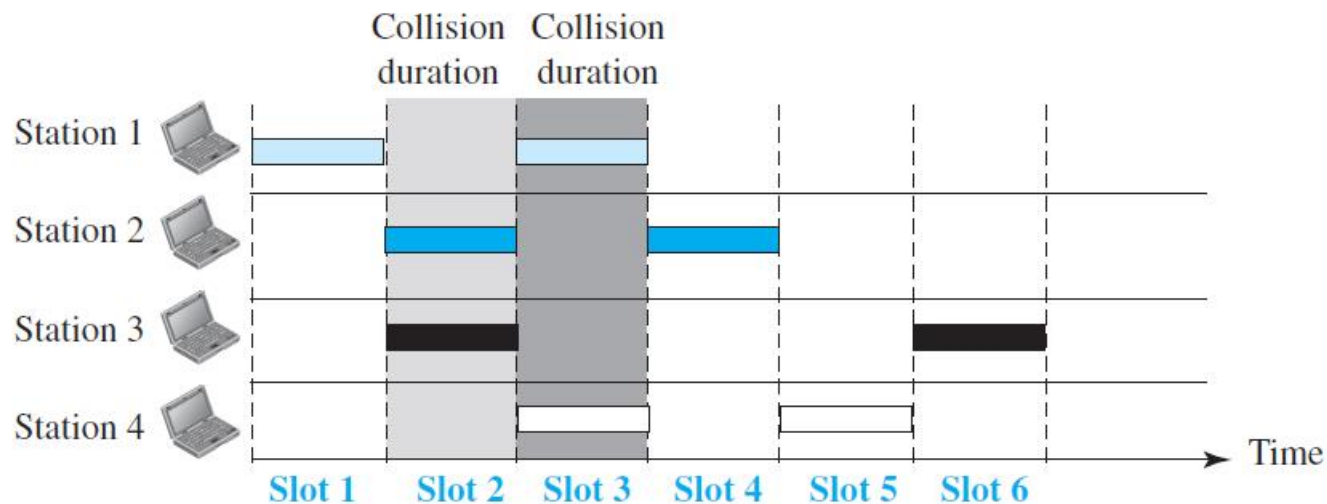 Collision Collision
duration duration
Station 1
Station 2
Station 3
Station 4
Time
Slot 1 Slot 2 Slot 3 Slot 4 Slot 5 Slot 6